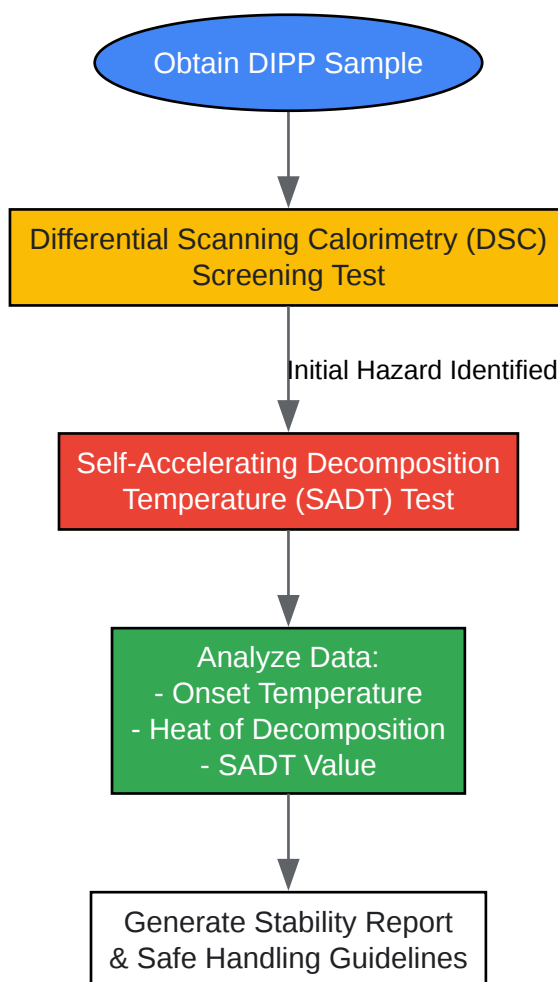 Obtain DIPP Sample
Differential Scanning Calorimetry (DSC)
Screening Test
Initial Hazard Identified
Self-Accelerating Decomposition
Temperature (SADT) Test
Analyze Data:
- Onset Temperature
- Heat of Decomposition
- SADT Value
Generate Stability Report
& Safe Handling Guidelines